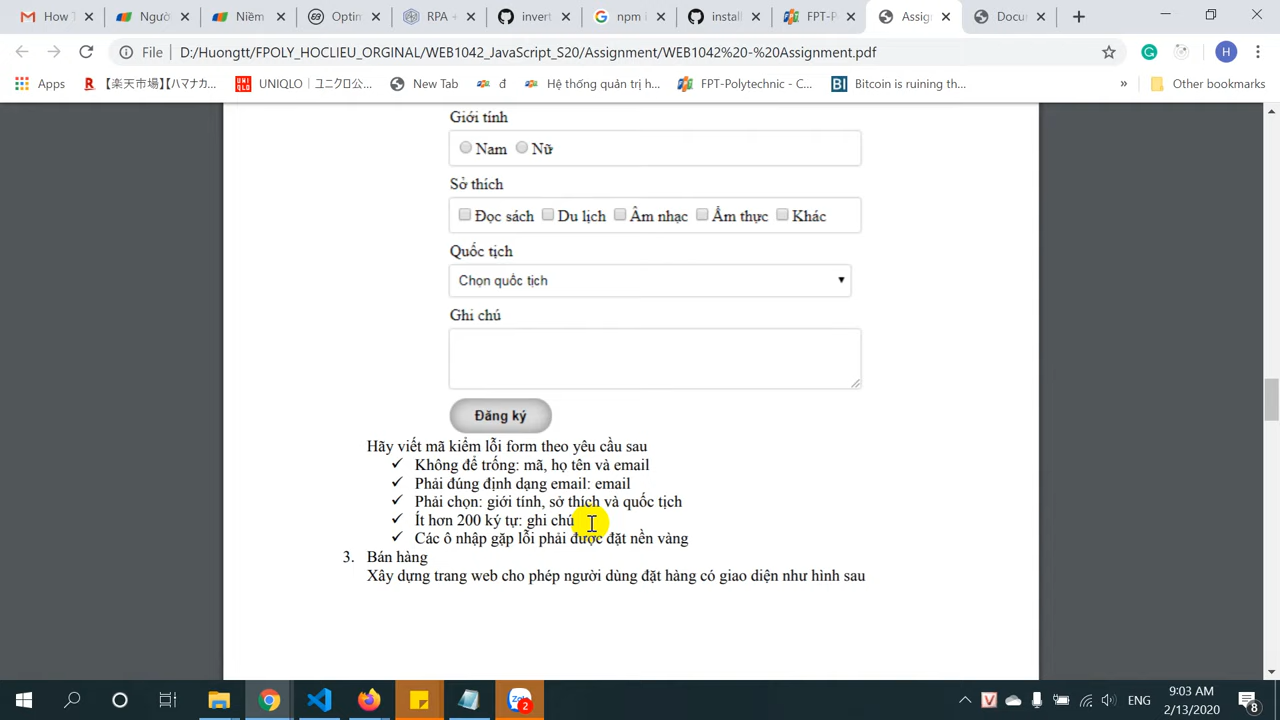 How T
Ngườ
Niềm
Optin
RPA +
invert
npm i
install
FPT-P
Assig
Docu
File
D:/Huongtt/FPOLY_HOCLIEU_ORGINAL/WEB1042_JavaScript_S20/Assignment/WEB1042%20-%20Assignment.pdf
H
Apps
【楽天市場】【ハマナカ...
UNIQLO｜ユニクロ公...
New Tab
đ
Hệ thống quản trị h...
FPT-Polytechnic - C...
BI
Bitcoin is ruining th...
»
Other bookmarks
Giới tính
Nam Nữ
Sở thích
Đọc sách Du lịch Âm nhạc Ẩm thực Khác
Quốc tịch
Chọn quốc tịch
Ghi chú
Đăng ký
Hãy viết mã kiểm lỗi form theo yêu cầu sau
✓ Không để trống: mã, họ tên và email
✓ Phải đúng định dạng email: email
✓ Phải chọn: giới tính, sở thích và quốc tịch
✓ Ít hơn 200 ký tự: ghi chú
✓ Các ô nhập gặp lỗi phải được đặt nền vàng
3. Bán hàng
Xây dựng trang web cho phép người dùng đặt hàng có giao diện như hình sau
2
ENG
9:03 AM
2/13/2020
8